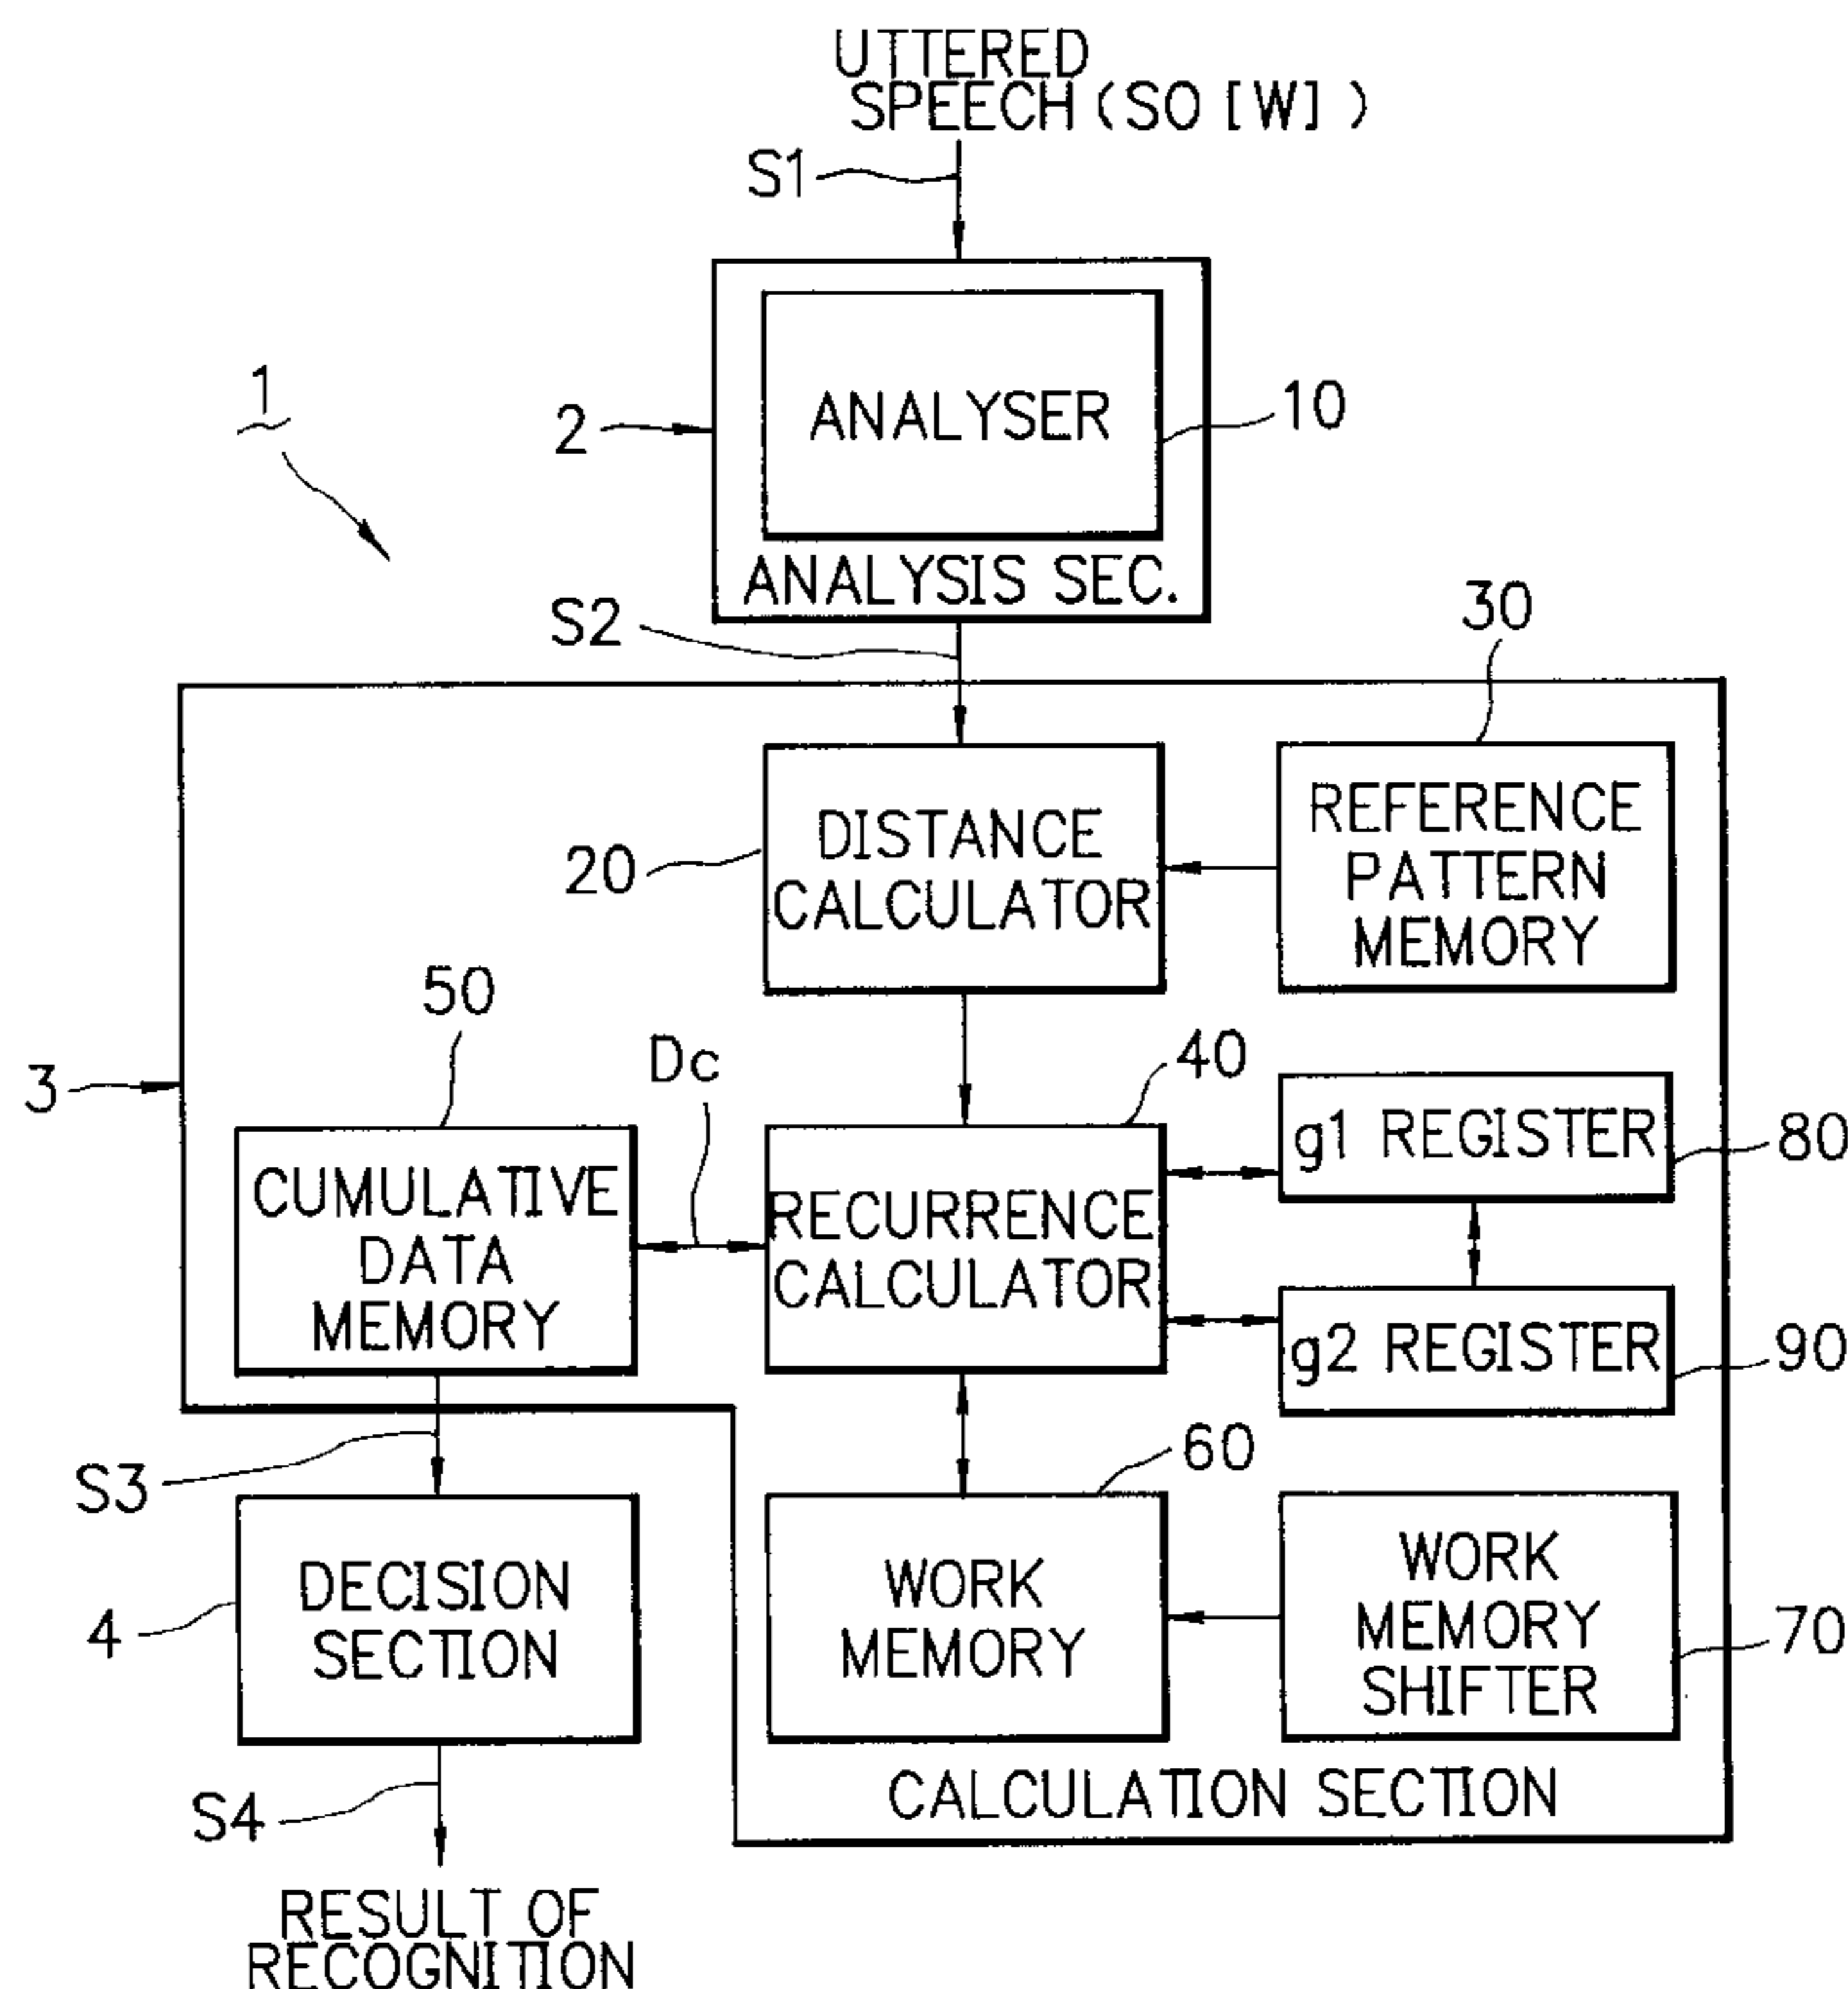 UTTERED
SPEECH (SO [W] )
S1
1
2
ANALYSER
10
ANALYSIS SEC.
S2
30
DISTANCE
CALCULATOR
20
REFERENCE
PATTERN
MEMORY
50
Dc
40
3
CUMULATIVE
DATA
MEMORY
RECURRENCE
CALCULATOR
g1 REGISTER
80
g2 REGISTER
90
S3
60
DECISION
SECTION
4
WORK
MEMORY
WORK
MEMORY
SHIFTER
70
S4
CALCULATION SECTION
RESULT OF
RECOGNITION